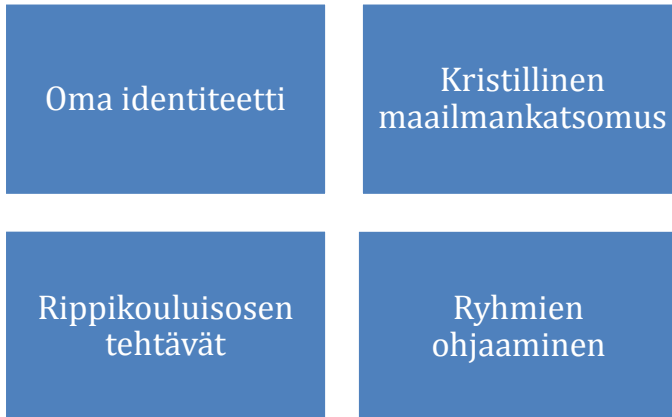 Oma identiteetti
Kristillinen
maailmankatsomus
Rippikouluisosen
tehtävät
Ryhmien
ohjaaminen